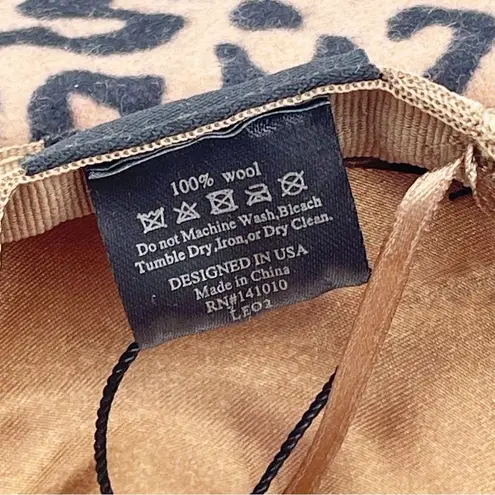 100% wool
Do not Machine Wash,Bleach
Tumble Dry,Iron,or Dry Clean.
DESIGNED IN USA
Made in China
RN#141010
LEO2